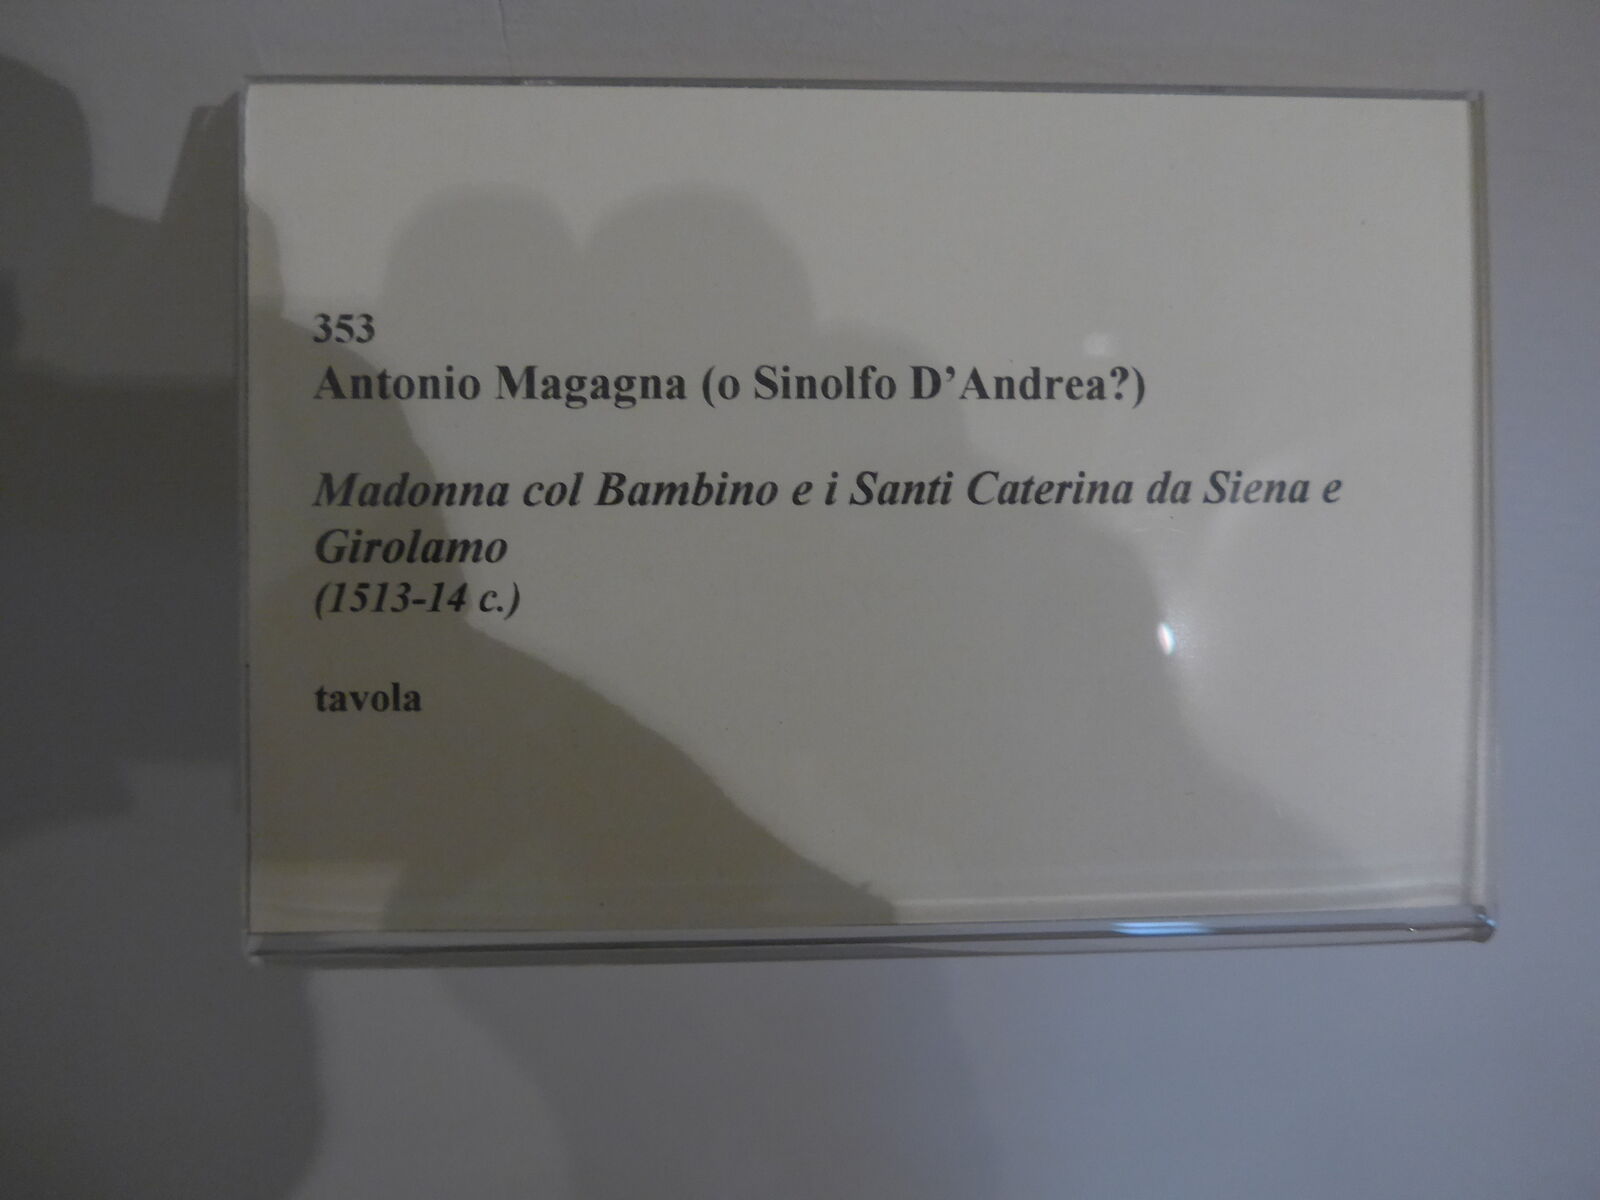 353
Antonio Magagna (o Sinolfo D’Andrea?)
Madonna col Bambino e i Santi Caterina da Siena e
Girolamo
(1513-14 c.)
tavola